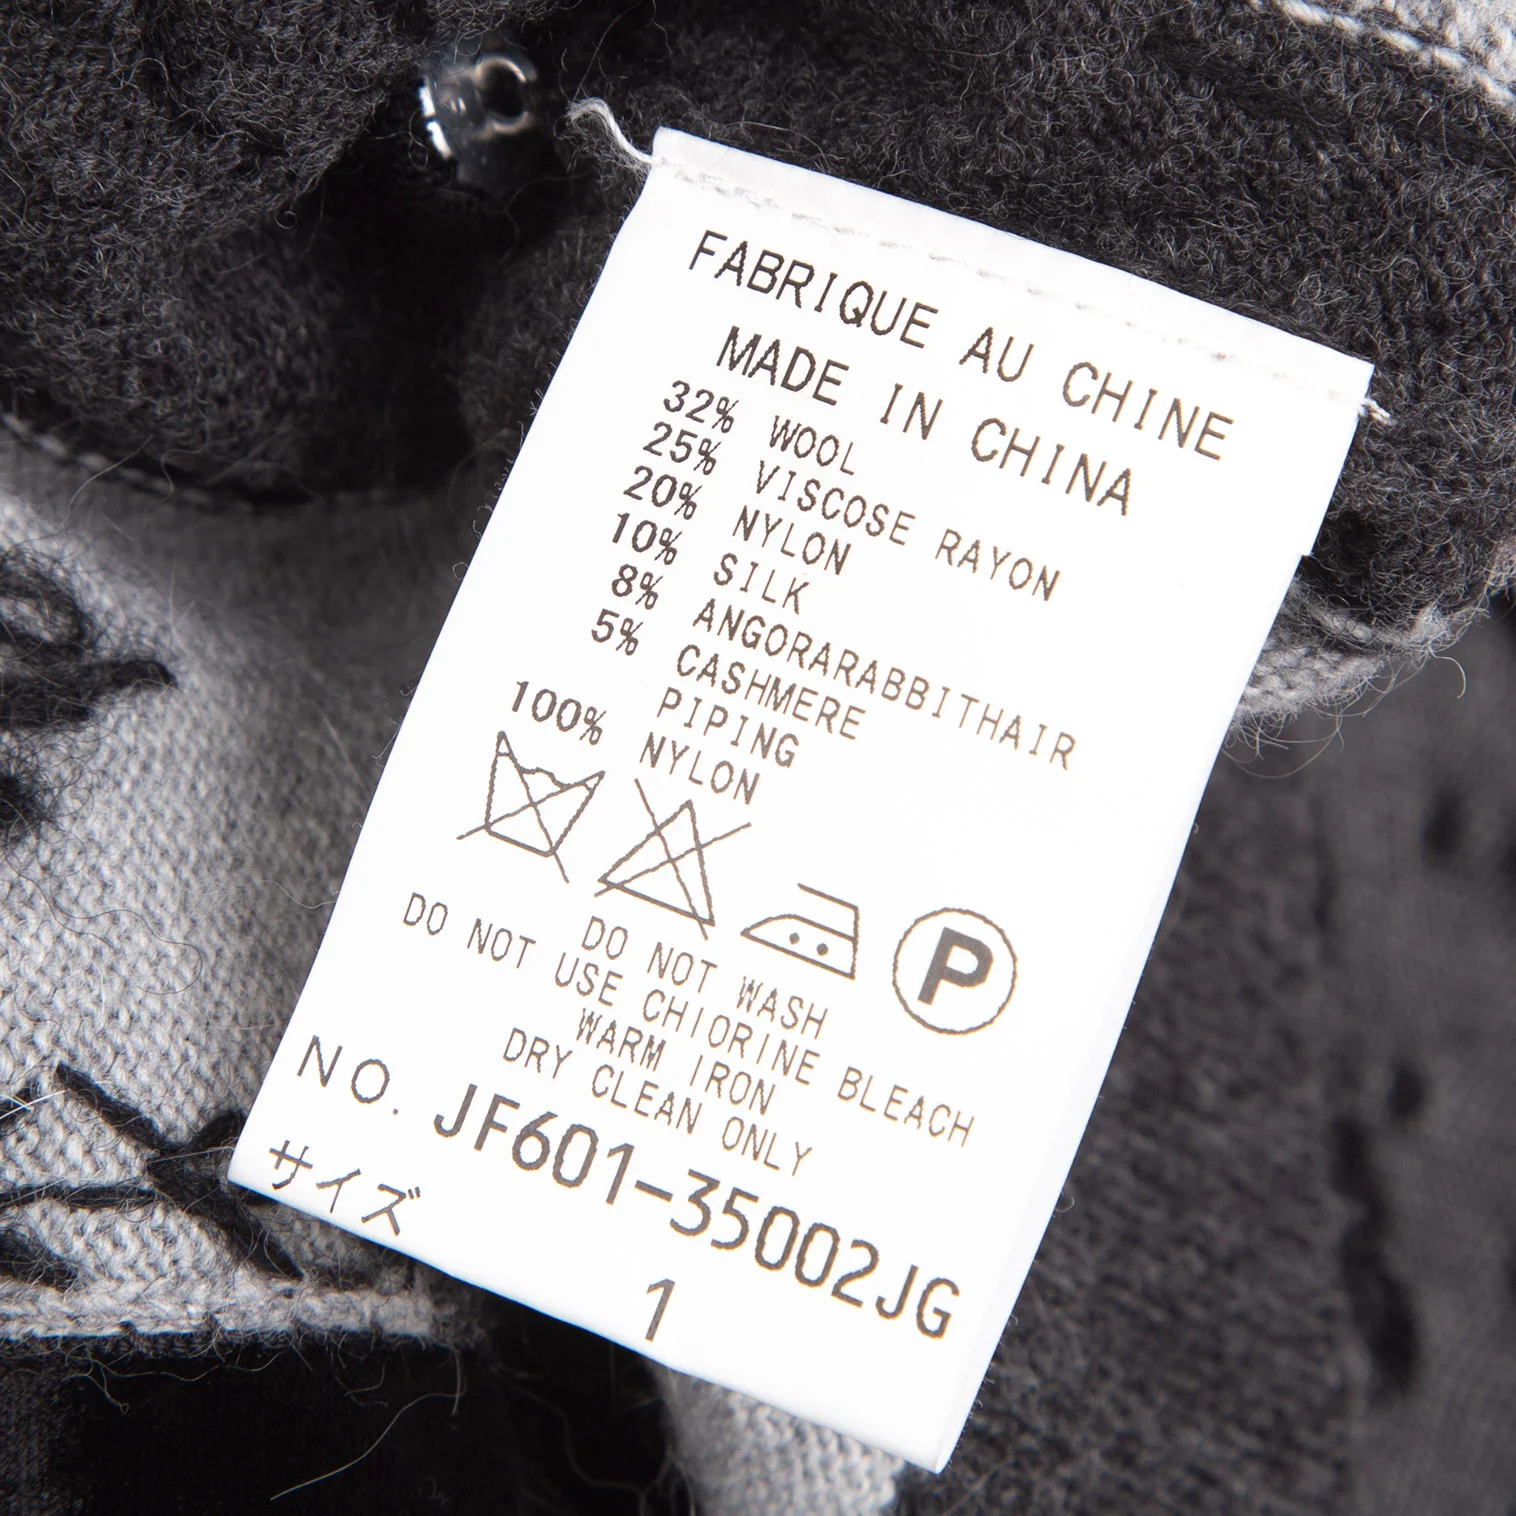 FABRIQUE AU CHINE
MADE IN CHINA
32% WOOL
25% VISCOSE RAYON
20% NYLON
10% SILK
8% ANGORARABBITHAIR
5% CASHMERE
PIPING
100% NYLON
P
DO NOT WASH
DO NOT USE CHIORINE BLEACH
WARM IRON
DRY CLEAN ONLY
NO. JF601-35002JG
サイズ
1